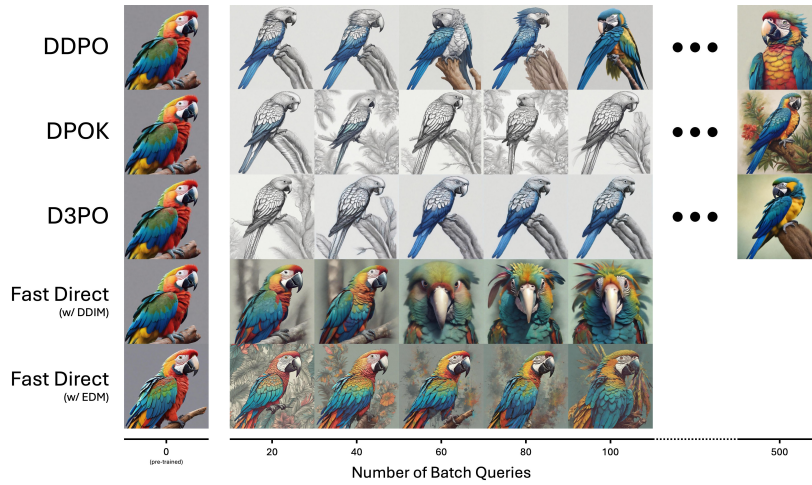 DDPO
DPOK
D3PO
Fast Direct
(w/ DDIM)
Fast Direct
(w/ EDM)
0 20 40 60 80 100 500
(pre-trained)
Number of Batch Queries